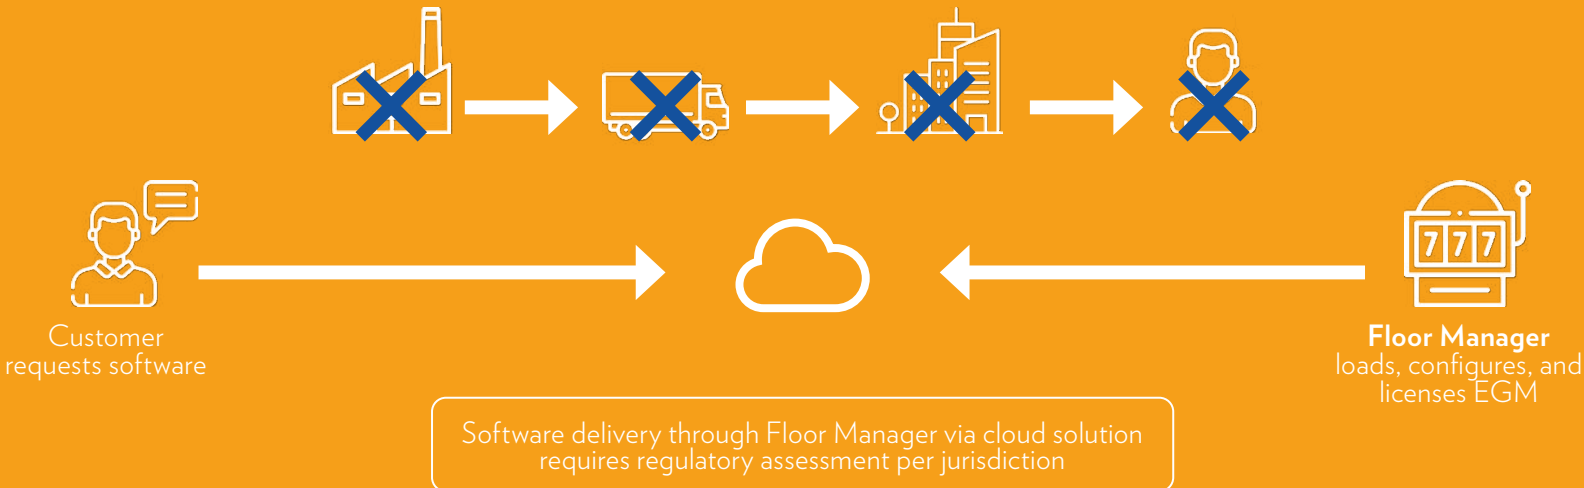 777
Customer
requests software
Floor Manager
loads, configures, and
licenses EGM
Software delivery through Floor Manager via cloud solution
requires regulatory assessment per jurisdiction